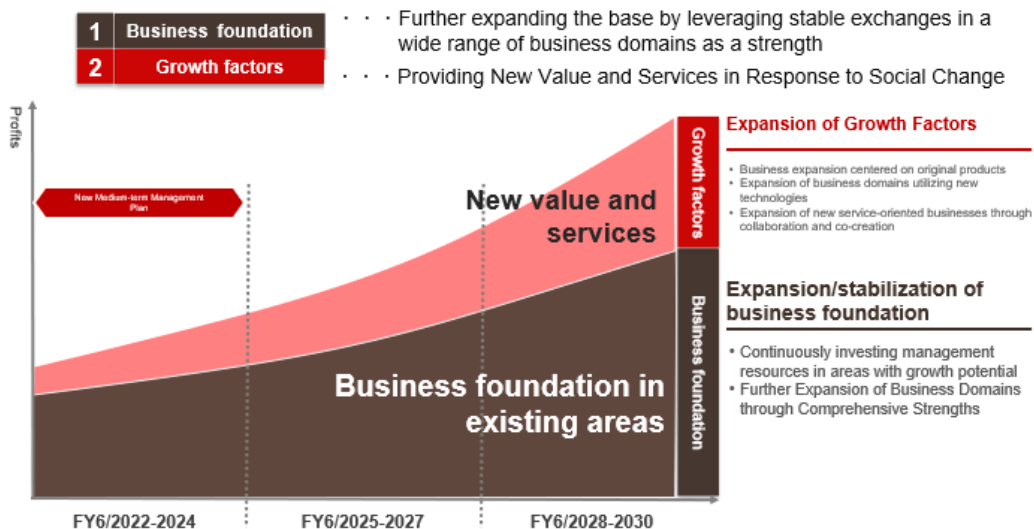 1 Business foundation
· · · Further expanding the base by leveraging stable exchanges in a
wide range of business domains as a strength
2 Growth factors
· · · Providing New Value and Services in Response to Social Change
Profits
New Medium-term Management
Plan
New value and
services
Business foundation in
existing areas
Growth factors
Business foundation
Expansion of Growth Factors
• Business expansion centered on original products
• Expansion of business domains utilizing new
technologies
• Expansion of new service-oriented businesses through
collaboration and co-creation
Expansion/stabilization of
business foundation
• Continuously investing management
resources in areas with growth potential
• Further Expansion of Business Domains
through Comprehensive Strengths
FY6/2022-2024
FY6/2025-2027
FY6/2028-2030